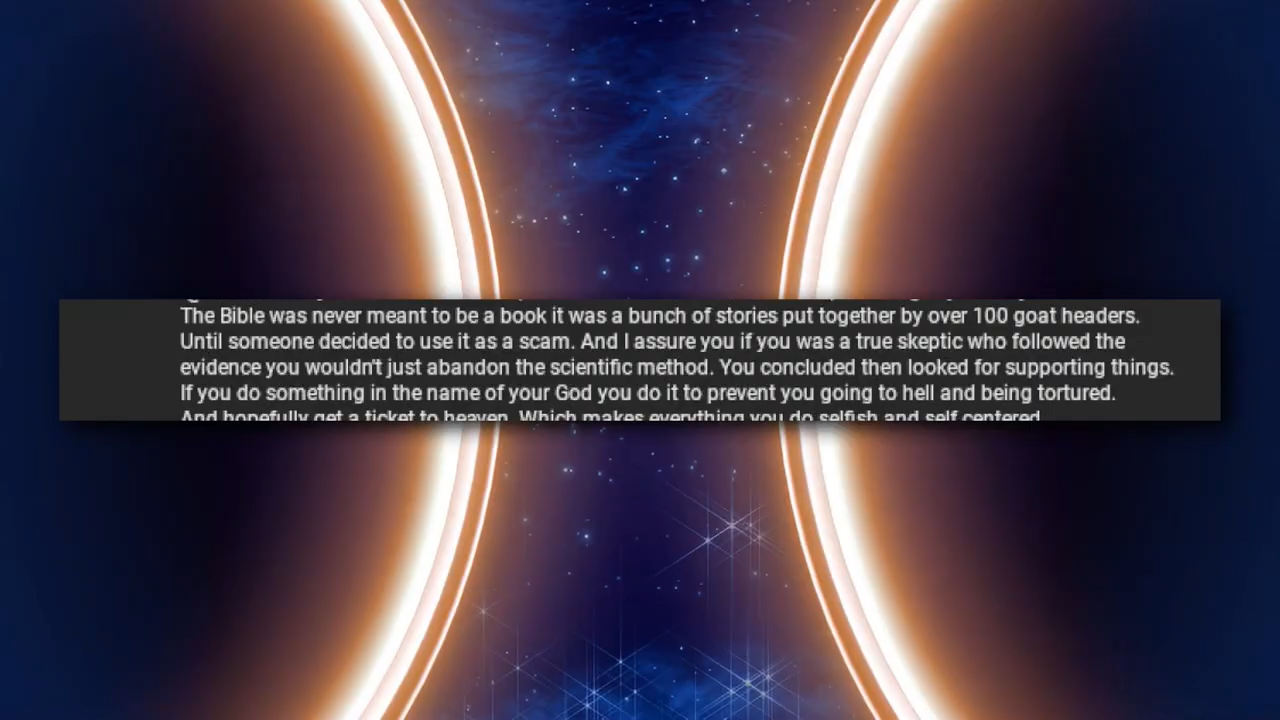 The Bible was never meant to be a book it was a bunch of stories put together by over 100 goat headers.
Until someone decided to use it as a scam. And I assure you if you was a true skeptic who followed the
evidence you wouldn't just abandon the scientific method. You concluded then looked for supporting things.
If you do something in the name of your God you do it to prevent you going to hell and being tortured.
And hopefully get a ticket to heaven. Which makes everything you do selfish and self centered